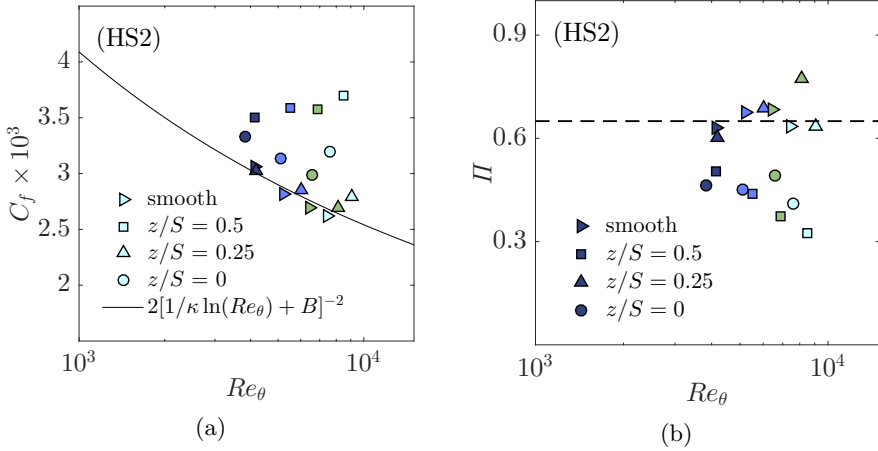 (HS2)
4
3.5
3
2.5
2
C_f × 10^3
smooth
z/S = 0.5
z/S = 0.25
z/S = 0
2[1/κ ln(Re_θ) + B]^{-2}
10^3
10^4
Re_θ
(a)
(HS2)
0.9
0.6
0.3
Π
smooth
z/S = 0.5
z/S = 0.25
z/S = 0
10^3
10^4
Re_θ
(b)